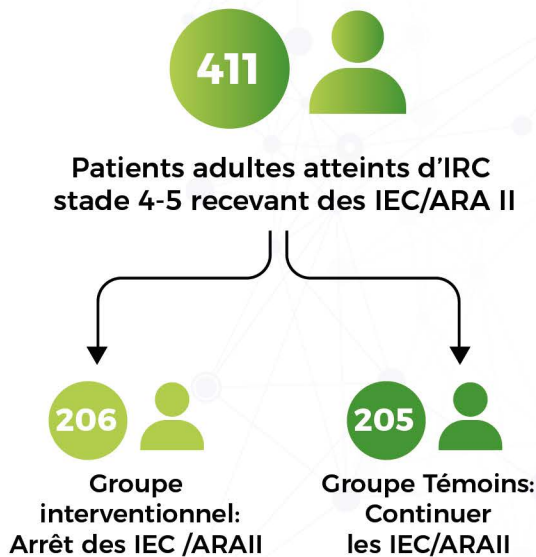 411
Patients adultes atteints d'IRC
stade 4-5 recevant des IEC/ARA II
206
Groupe
interventionnel:
Arrêt des IEC /ARAII
205
Groupe Témoins:
Continuer
les IEC/ARAII